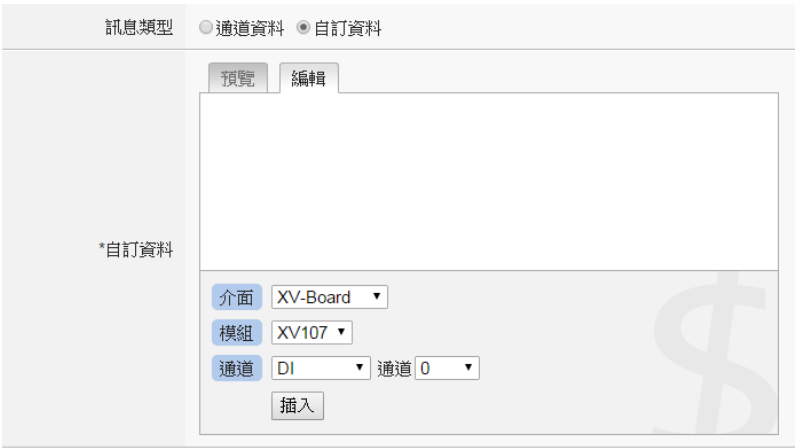 訊息類型 通道資料 自訂資料
預覽 編輯
*自訂資料
介面 XV-Board
模組 XV107
通道 DI 通道 0
插入
$